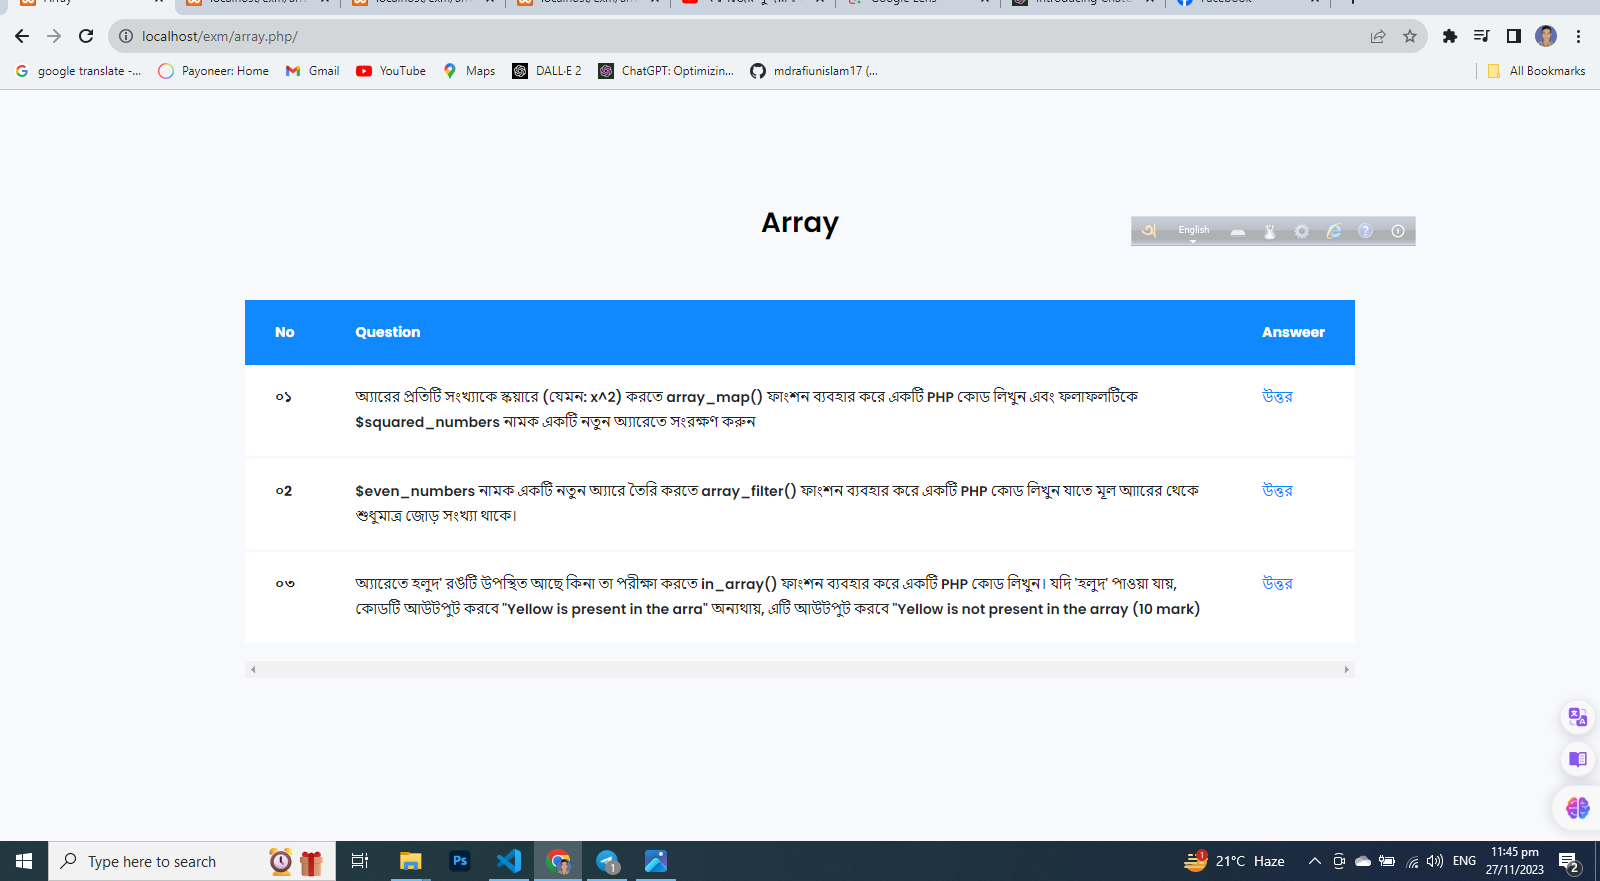 Array
localhost/exm/array.php/
google translate -...
Payoneer: Home
Gmail
YouTube
Maps
DALL·E 2
ChatGPT: Optimizin...
mdrafiunislam17 (...
All Bookmarks
Array
English
No Question Answeer
০১ অ্যারের প্রতিটি সংখ্যাকে স্কয়ারে (যেমন: x^2) করতে array_map() ফাংশন ব্যবহার করে একটি PHP কোড লিখুন এবং ফলাফলটিকে উত্তর
$squared_numbers নামক একটি নতুন অ্যারেতে সংরক্ষণ করুন
০2 $even_numbers নামক একটি নতুন অ্যারে তৈরি করতে array_filter() ফাংশন ব্যবহার করে একটি PHP কোড লিখুন যাতে মূল আারের থেকে উত্তর
শুধুমাত্র জোড় সংখ্যা থাকে।
০৩ অ্যারেতে হলুদ' রঙটি উপস্থিত আছে কিনা তা পরীক্ষা করতে in_array() ফাংশন ব্যবহার করে একটি PHP কোড লিখুন। যদি 'হলুদ' পাওয়া যায়, উত্তর
কোডটি আউটপুট করবে "Yellow is present in the arra" অন্যথায়, এটি আউটপুট করবে "Yellow is not present in the array (10 mark)
Type here to search
Ps
1
1
21°C Haze
ENG
11:45 pm
27/11/2023
2